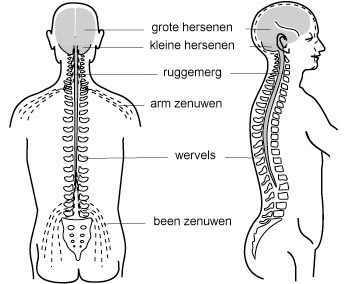 grote hersenen
kleine hersenen
ruggemerg
arm zenuwen
wervels
been zenuwen